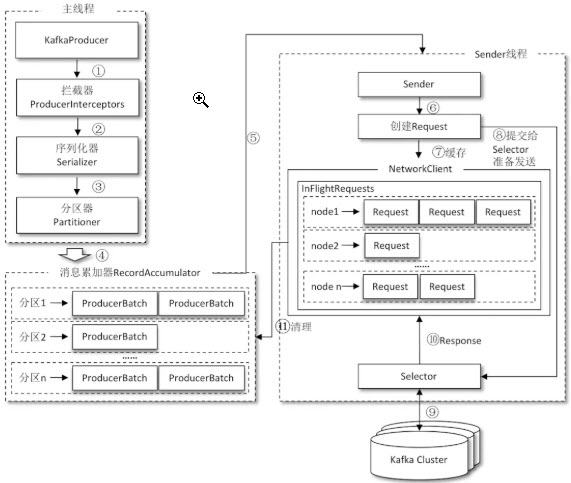 主线程
KafkaProducer
①
拦截器
ProducerInterceptors
②
序列化器
Serializer
③
分区器
Partitioner
④
消息累加器RecordAccumulator
分区1
ProducerBatch
ProducerBatch
分区2
ProducerBatch
......
分区n
ProducerBatch
ProducerBatch
⑤
Sender线程
Sender
⑥
创建Request
⑦缓存
⑧提交给
Selector
准备发送
NetworkClient
InFlightRequests
node1
Request
Request
Request
node2
Request
......
node n
Request
Request
⑪清理
⑩Response
Selector
⑨
Kafka Cluster